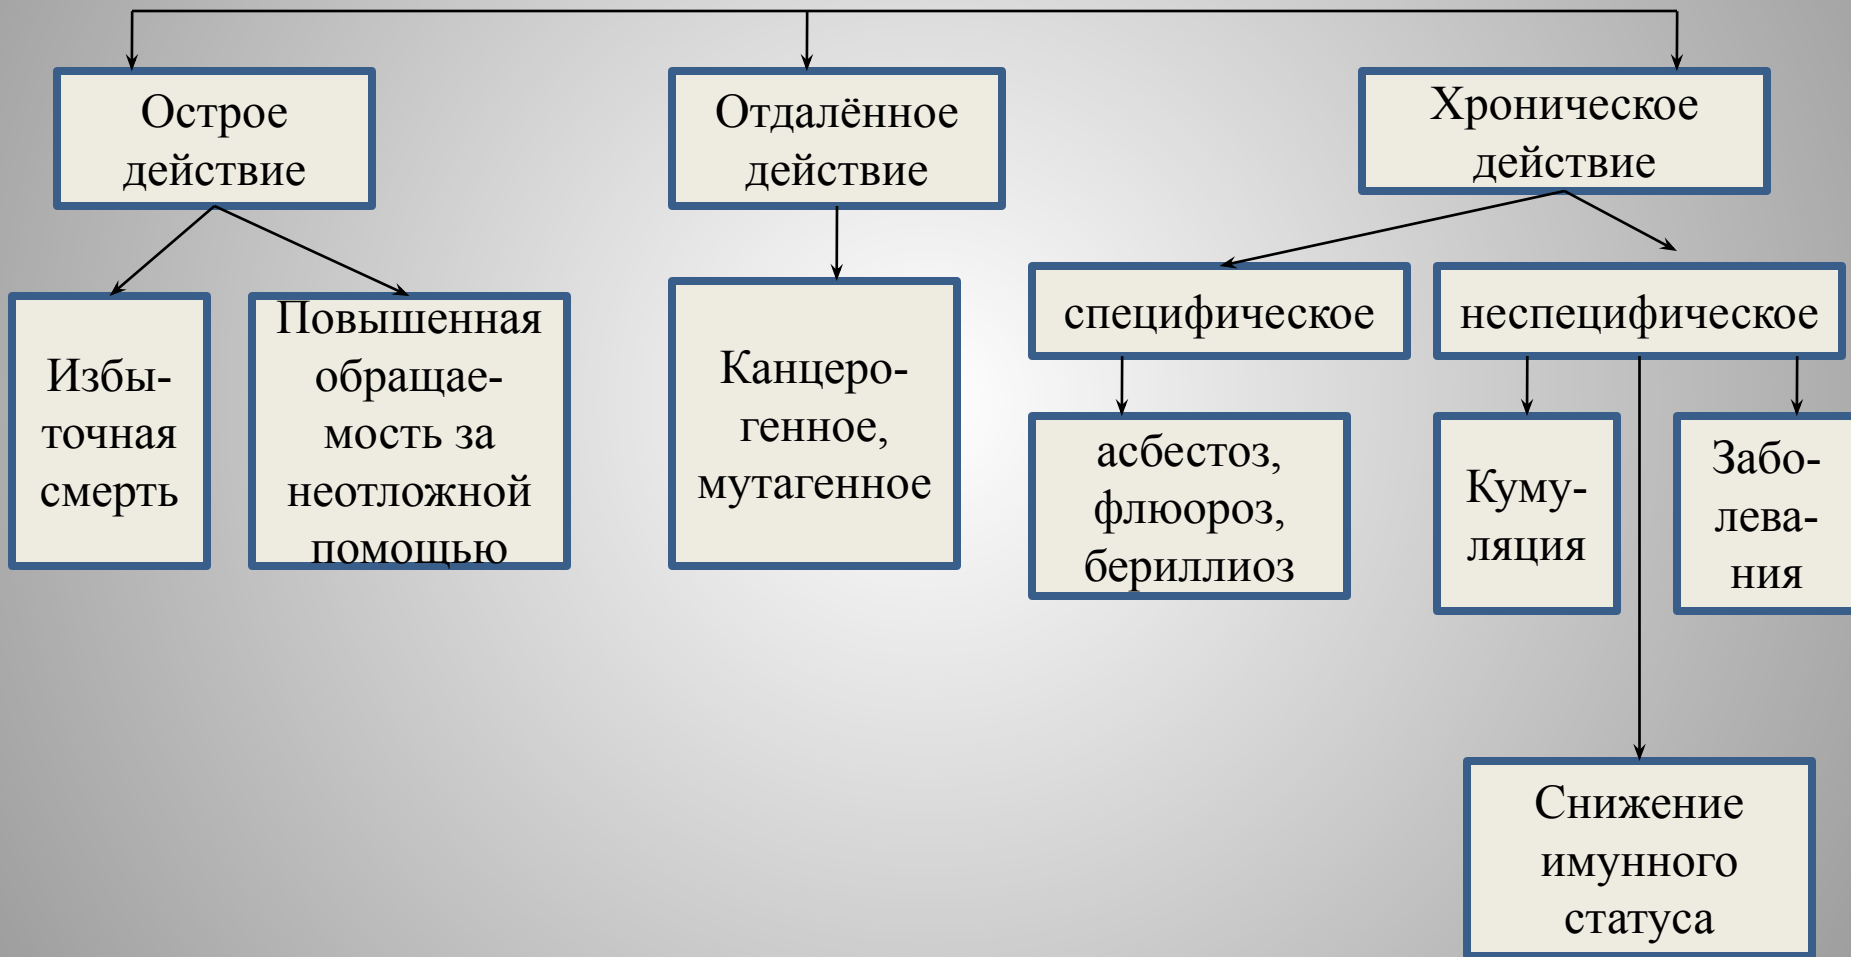 Острое
действие
Отдалённое
действие
Хроническое
действие
Избы-
точная
смерть
Повышенная
обращае-
мость за
неотложной
помощью
Канцеро-
генное,
мутагенное
специфическое
неспецифическое
асбестоз,
флюороз,
бериллиоз
Куму-
ляция
Забо-
лева-
ния
Снижение
имунного
статуса